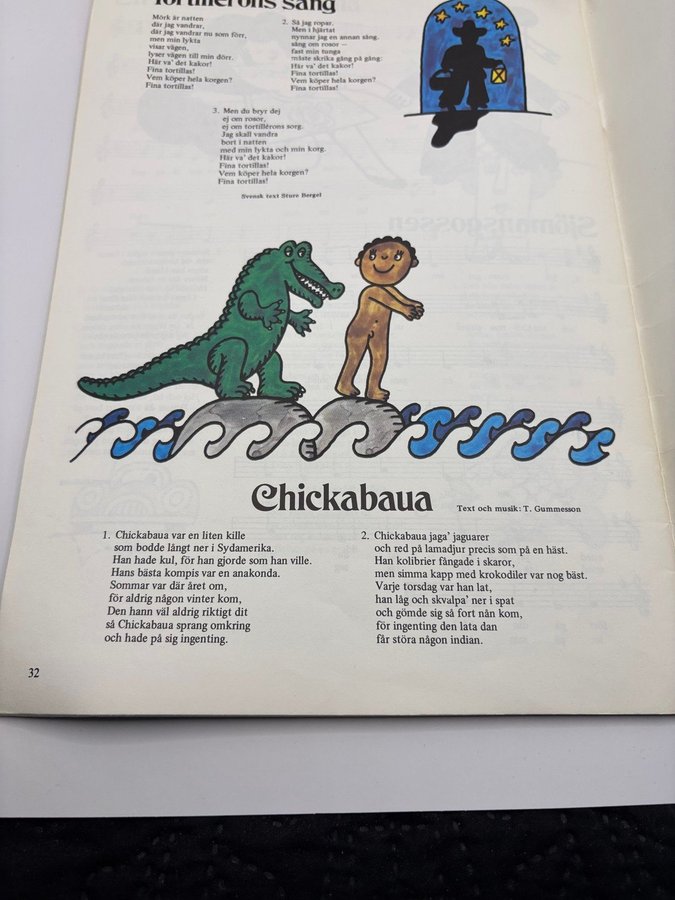 Tortillerons sång
Mörk är natten
där jag vandrar,
där jag vandrar nu som förr,
men min lykta
visar vägen,
lyser vägen till min dörr.
Här va' det kakor!
Fina tortillas!
Vem köper hela korgen?
Fina tortillas!
2. Så jag ropar.
Men i hjärtat
nynnar jag en annan sång.
sång om rosor —
fast min tunga
måste skrika gång på gång:
Här va' det kakor!
Fina tortillas!
Vem köper hela korgen?
Fina tortillas!
3. Men du bryr dej
ej om rosor,
ej om tortillérons sorg.
Jag skall vandra
bort i natten
med min lykta och min korg.
Här va' det kakor!
Fina tortillas!
Vem köper hela korgen?
Fina tortillas!
Svensk text Sture Bergel
Sjömansgossen
Chickabaua
Text och musik: T. Gummesson
1. Chickabaua var en liten kille
som bodde långt ner i Sydamerika.
Han hade kul, för han gjorde som han ville.
Hans bästa kompis var en anakonda.
Sommar var där året om,
för aldrig någon vinter kom,
Den hann väl aldrig riktigt dit
så Chickabaua sprang omkring
och hade på sig ingenting.
2. Chickabaua jaga' jaguarer
och red på lamadjur precis som på en häst.
Han kolibrier fångade i skaror,
men simma kapp med krokodiler var nog bäst.
Varje torsdag var han lat,
han låg och skvalpa' ner i spat
och gömde sig så fort nån kom,
för ingenting den lata dan
får störa någon indian.
32